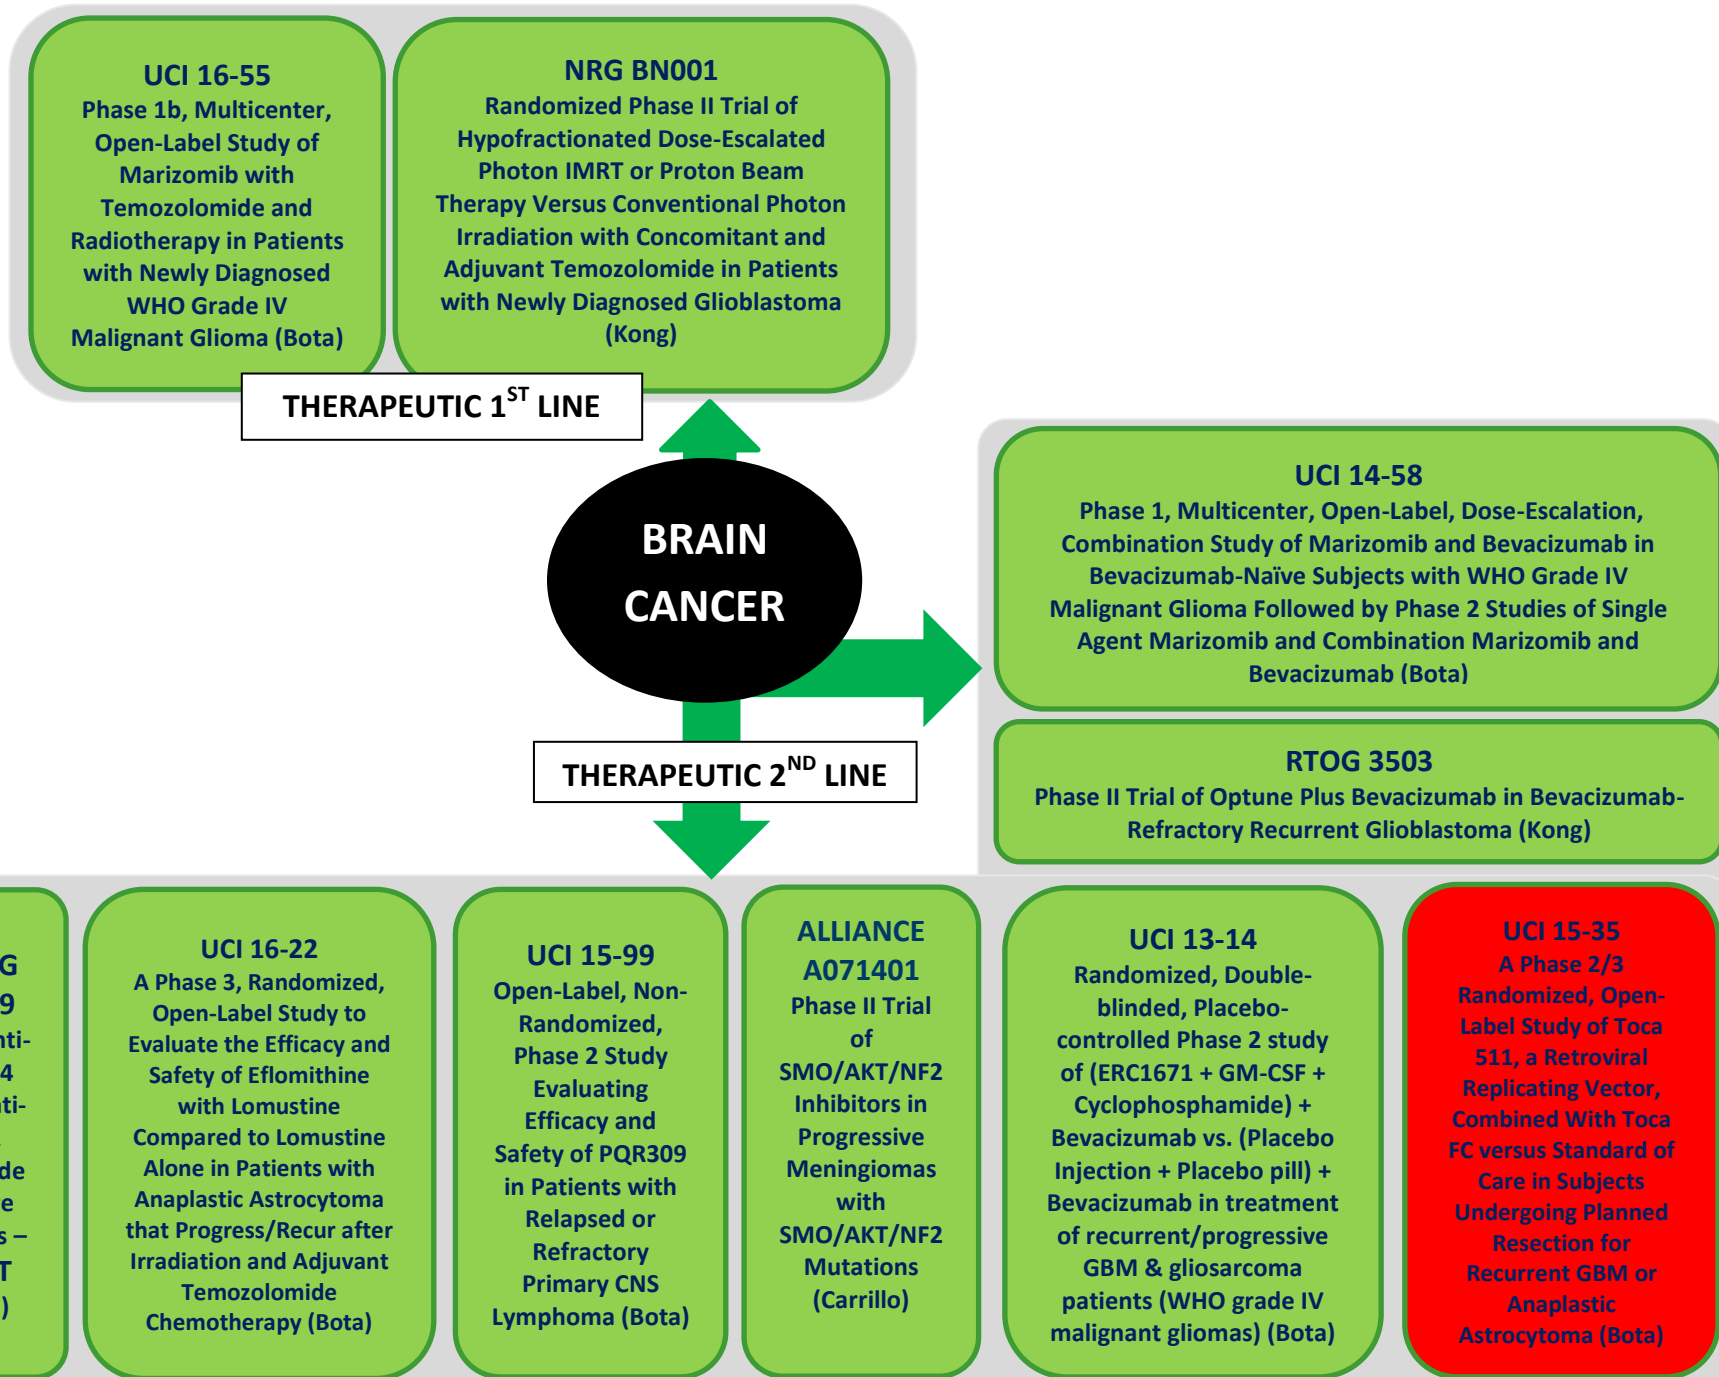 UCI 16-55
Phase 1b, Multicenter,
Open-Label Study of
Marizomib with
Temozolomide and
Radiotherapy in Patients
with Newly Diagnosed
WHO Grade IV
Malignant Glioma (Bota)
NRG BN001
Randomized Phase II Trial of
Hypofractionated Dose-Escalated
Photon IMRT or Proton Beam
Therapy Versus Conventional Photon
Irradiation with Concomitant and
Adjuvant Temozolomide in Patients
with Newly Diagnosed Glioblastoma
(Kong)
THERAPEUTIC 1ST LINE
BRAIN
CANCER
UCI 14-58
Phase 1, Multicenter, Open-Label, Dose-Escalation,
Combination Study of Marizomib and Bevacizumab in
Bevacizumab-Naïve Subjects with WHO Grade IV
Malignant Glioma Followed by Phase 2 Studies of Single
Agent Marizomib and Combination Marizomib and
Bevacizumab (Bota)
THERAPEUTIC 2ND LINE
RTOG 3503
Phase II Trial of Optune Plus Bevacizumab in Bevacizumab-
Refractory Recurrent Glioblastoma (Kong)
G
9
nti-
4
nti-
de
e
s –
T
)
UCI 16-22
A Phase 3, Randomized,
Open-Label Study to
Evaluate the Efficacy and
Safety of Eflomithine
with Lomustine
Compared to Lomustine
Alone in Patients with
Anaplastic Astrocytoma
that Progress/Recur after
Irradiation and Adjuvant
Temozolomide
Chemotherapy (Bota)
UCI 15-99
Open-Label, Non-
Randomized,
Phase 2 Study
Evaluating
Efficacy and
Safety of PQR309
in Patients with
Relapsed or
Refractory
Primary CNS
Lymphoma (Bota)
ALLIANCE
A071401
Phase II Trial
of
SMO/AKT/NF2
Inhibitors in
Progressive
Meningiomas
with
SMO/AKT/NF2
Mutations
(Carrillo)
UCI 13-14
Randomized, Double-
blinded, Placebo-
controlled Phase 2 study
of (ERC1671 + GM-CSF +
Cyclophosphamide) +
Bevacizumab vs. (Placebo
Injection + Placebo pill) +
Bevacizumab in treatment
of recurrent/progressive
GBM & gliosarcoma
patients (WHO grade IV
malignant gliomas) (Bota)
UCI 15-35
A Phase 2/3
Randomized, Open-
Label Study of Toca
511, a Retroviral
Replicating Vector,
Combined With Toca
FC versus Standard of
Care in Subjects
Undergoing Planned
Resection for
Recurrent GBM or
Anaplastic
Astrocytoma (Bota)